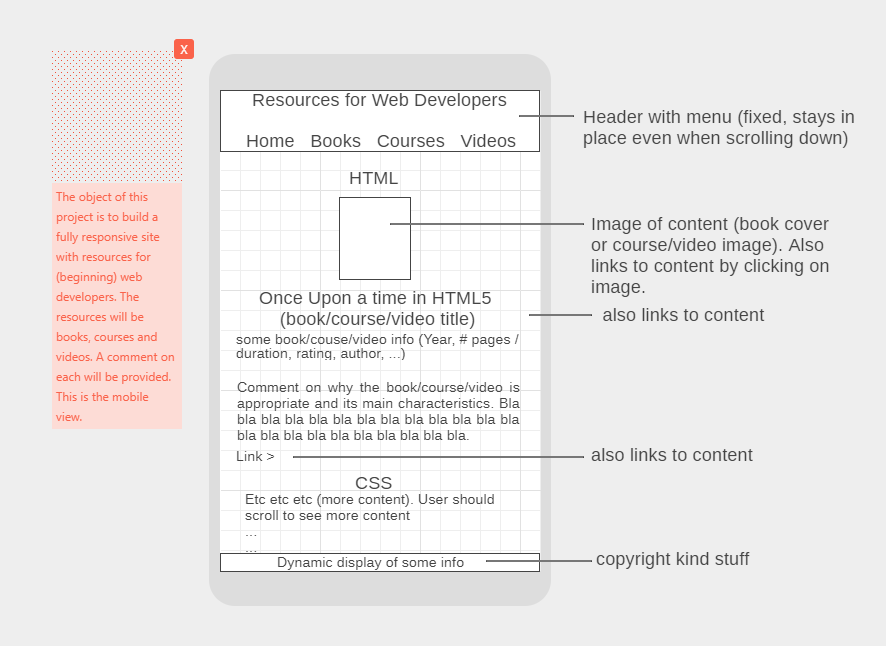 X
The object of this
project is to build a
fully responsive site
with resources for
(beginning) web
developers. The
resources will be
books, courses and
videos. A comment on
each will be provided.
This is the mobile
view.
Resources for Web Developers
Home Books Courses Videos
Header with menu (fixed, stays in
place even when scrolling down)
HTML
Image of content (book cover
or course/video image). Also
links to content by clicking on
image.
Once Upon a time in HTML5
(book/course/video title)
also links to content
some book/couse/video info (Year, # pages /
duration, rating, author, ...)
Comment on why the book/course/video is
appropriate and its main characteristics. Bla
bla bla bla bla bla bla bla bla bla bla bla bla
bla bla bla bla bla bla bla bla bla bla.
Link >
also links to content
CSS
Etc etc etc (more content). User should
scroll to see more content
...
...
Dynamic display of some info
copyright kind stuff